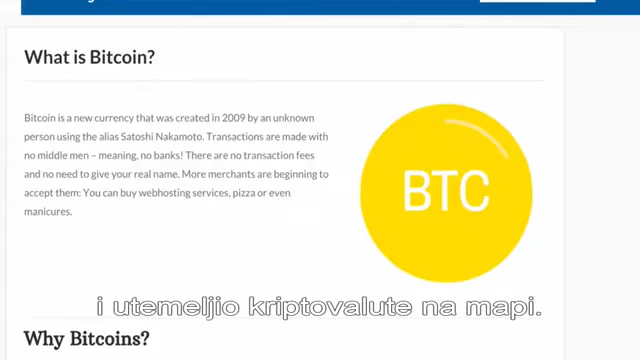 What is Bitcoin?
Bitcoin is a new currency that was created in 2009 by an unknown
person using the alias Satoshi Nakamoto. Transactions are made with
no middle men – meaning, no banks! There are no transaction fees
and no need to give your real name. More merchants are beginning to
accept them: You can buy webhosting services, pizza or even
manicures.
BTC
i utemeljio kriptovalute na mapi.
Why Bitcoins?